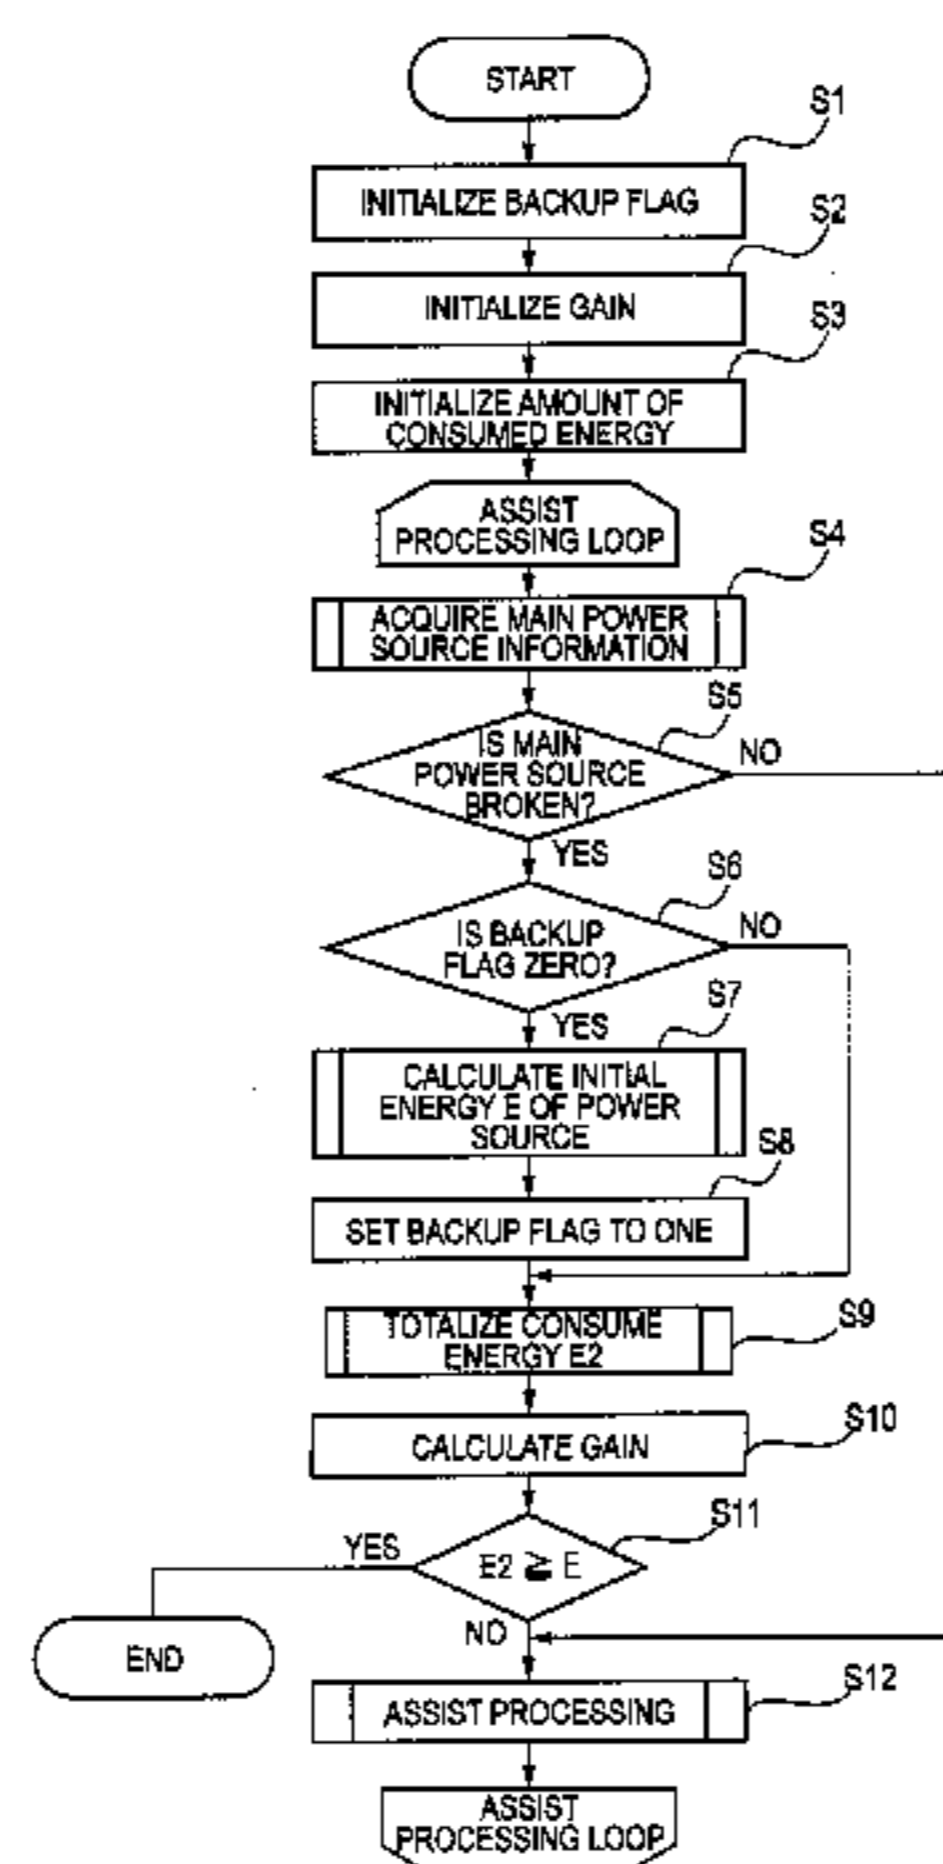 START
S1
INITIALIZE BACKUP FLAG
S2
INITIALIZE GAIN
S3
INITIALIZE AMOUNT OF
CONSUMED ENERGY
ASSIST
PROCESSING LOOP
S4
ACQUIRE MAIN POWER
SOURCE INFORMATION
S5
IS MAIN
POWER SOURCE
BROKEN?
NO
YES
S6
IS BACKUP
FLAG ZERO?
NO
YES
S7
CALCULATE INITIAL
ENERGY E OF POWER
SOURCE
S8
SET BACKUP FLAG TO ONE
S9
TOTALIZE CONSUME
ENERGY E2
S10
CALCULATE GAIN
S11
YES
E2 ≧ E
NO
END
S12
ASSIST PROCESSING
ASSIST
PROCESSING LOOP